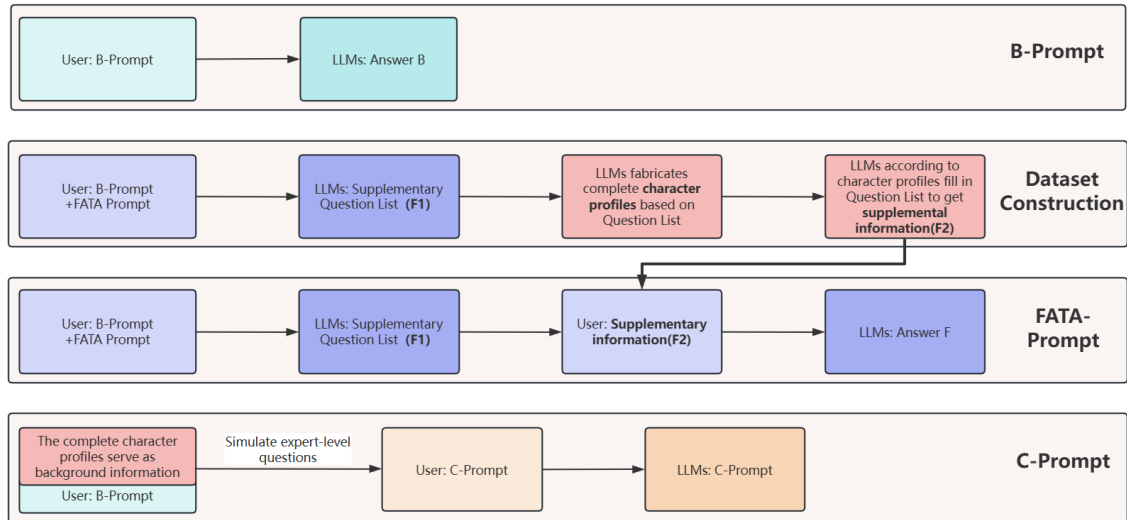 User: B-Prompt
LLMs: Answer B
B-Prompt
User: B-Prompt
+FATA Prompt
LLMs: Supplementary
Question List (F1)
LLMs fabricates
complete character
profiles based on
Question List
LLMs according to
character profiles fill in
Question List to get
supplemental
information(F2)
Dataset
Construction
User: B-Prompt
+FATA Prompt
LLMs: Supplementary
Question List (F1)
User: Supplementary
information(F2)
LLMs: Answer F
FATA-
Prompt
The complete character
profiles serve as
background information
User: B-Prompt
Simulate expert-level
questions
User: C-Prompt
LLMs: C-Prompt
C-Prompt